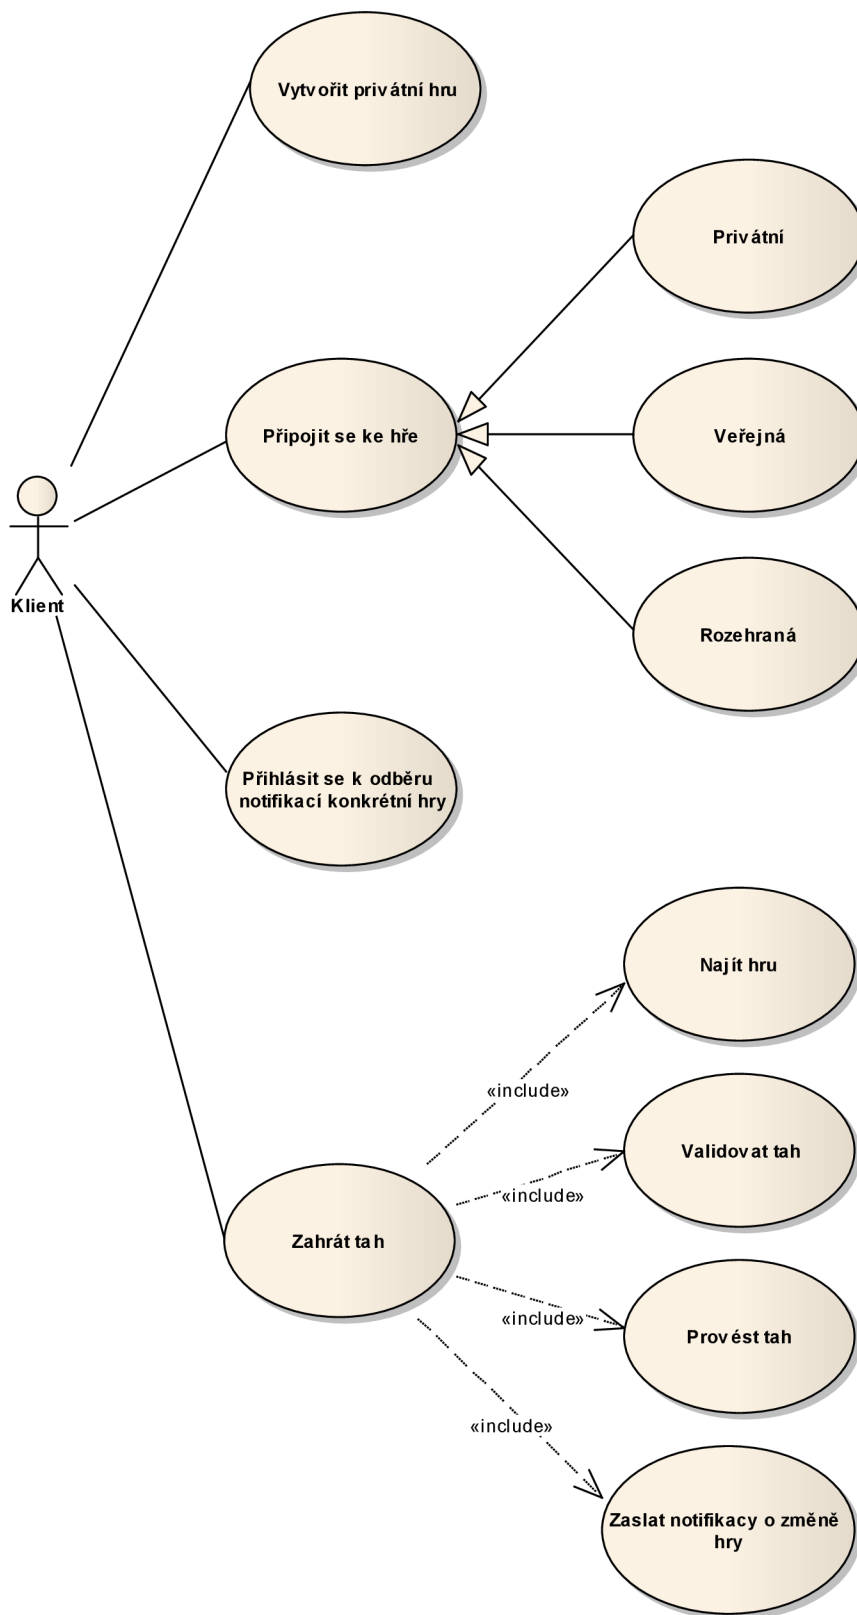 Vytvořit privátní hru
Privátní
Připojit se ke hře
Veřejná
Klient
Rozehraná
Přihlásit se k odběru
notifikací konkrétní hry
Najít hru
«include»
Validovat tah
«include»
Zahrát tah
«include»
Provést tah
«include»
Zaslat notifikacy o změně
hry